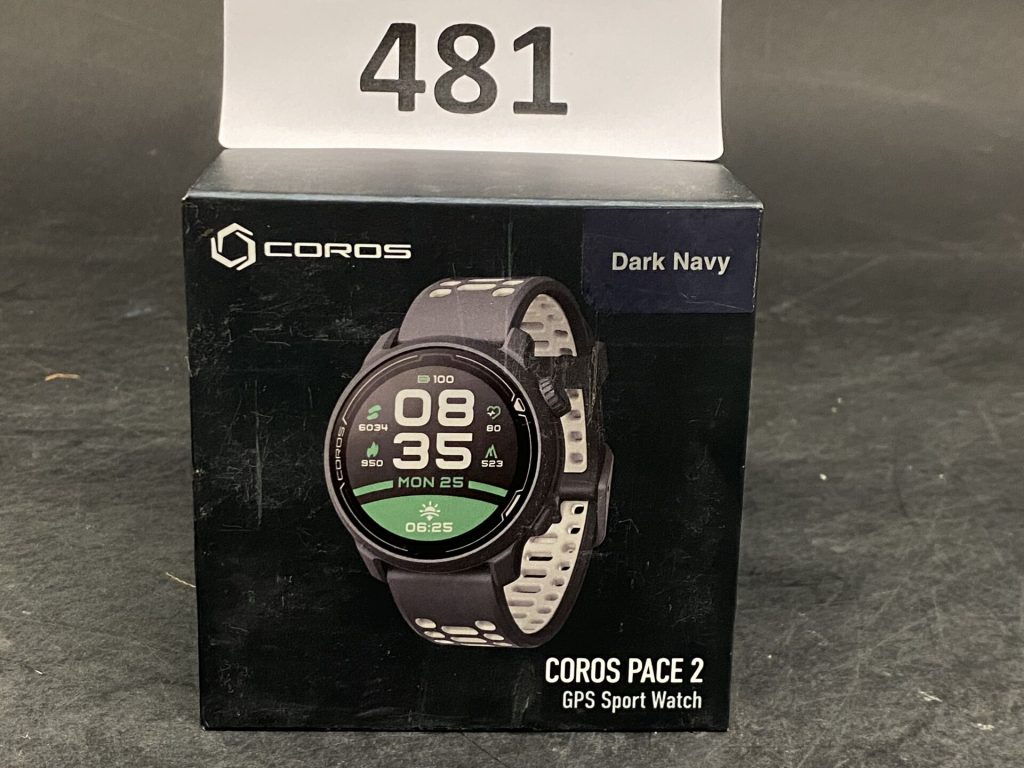 481
COROS
Dark Navy
100
08
6034
80
35
950
523
COROS
MON 25
06:25
COROS PACE 2
GPS Sport Watch